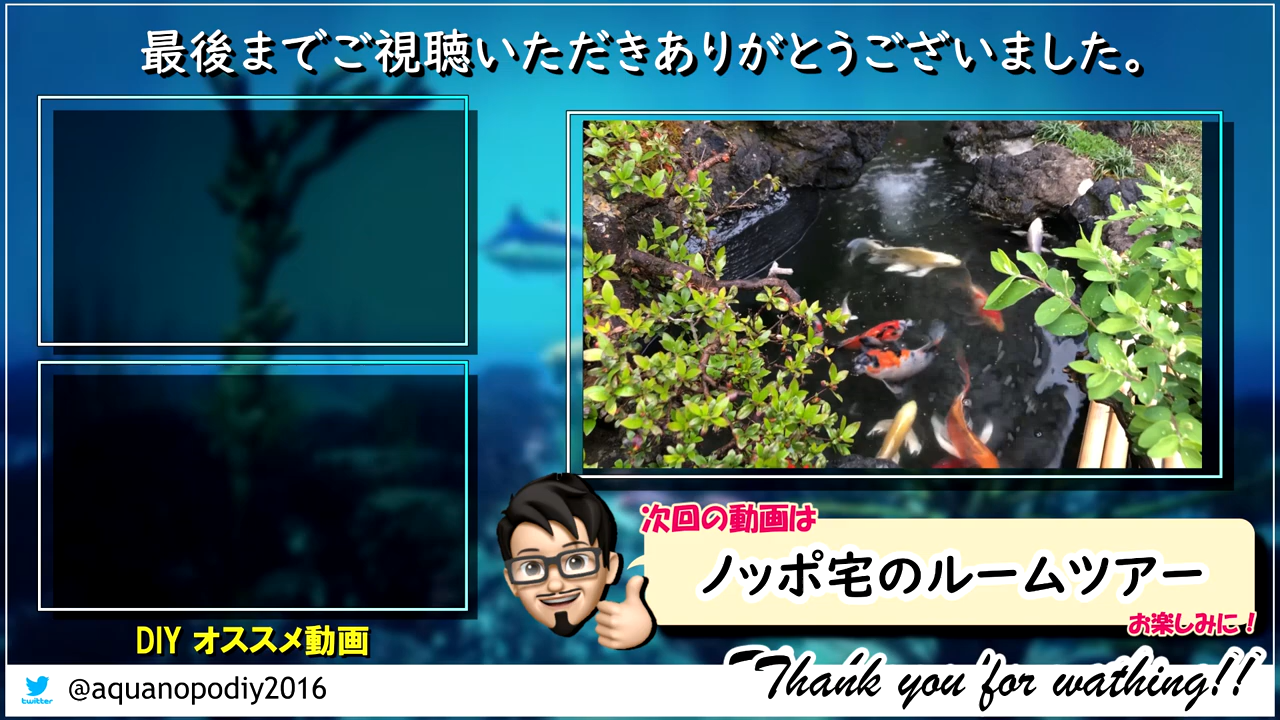 最後までご視聴いただきありがとうございました。
次回の動画は
ノッポ宅のルームツアー
お楽しみに!
DIY オススメ動画
twitter
@aquanopodiy2016
Thank you for wathing!!